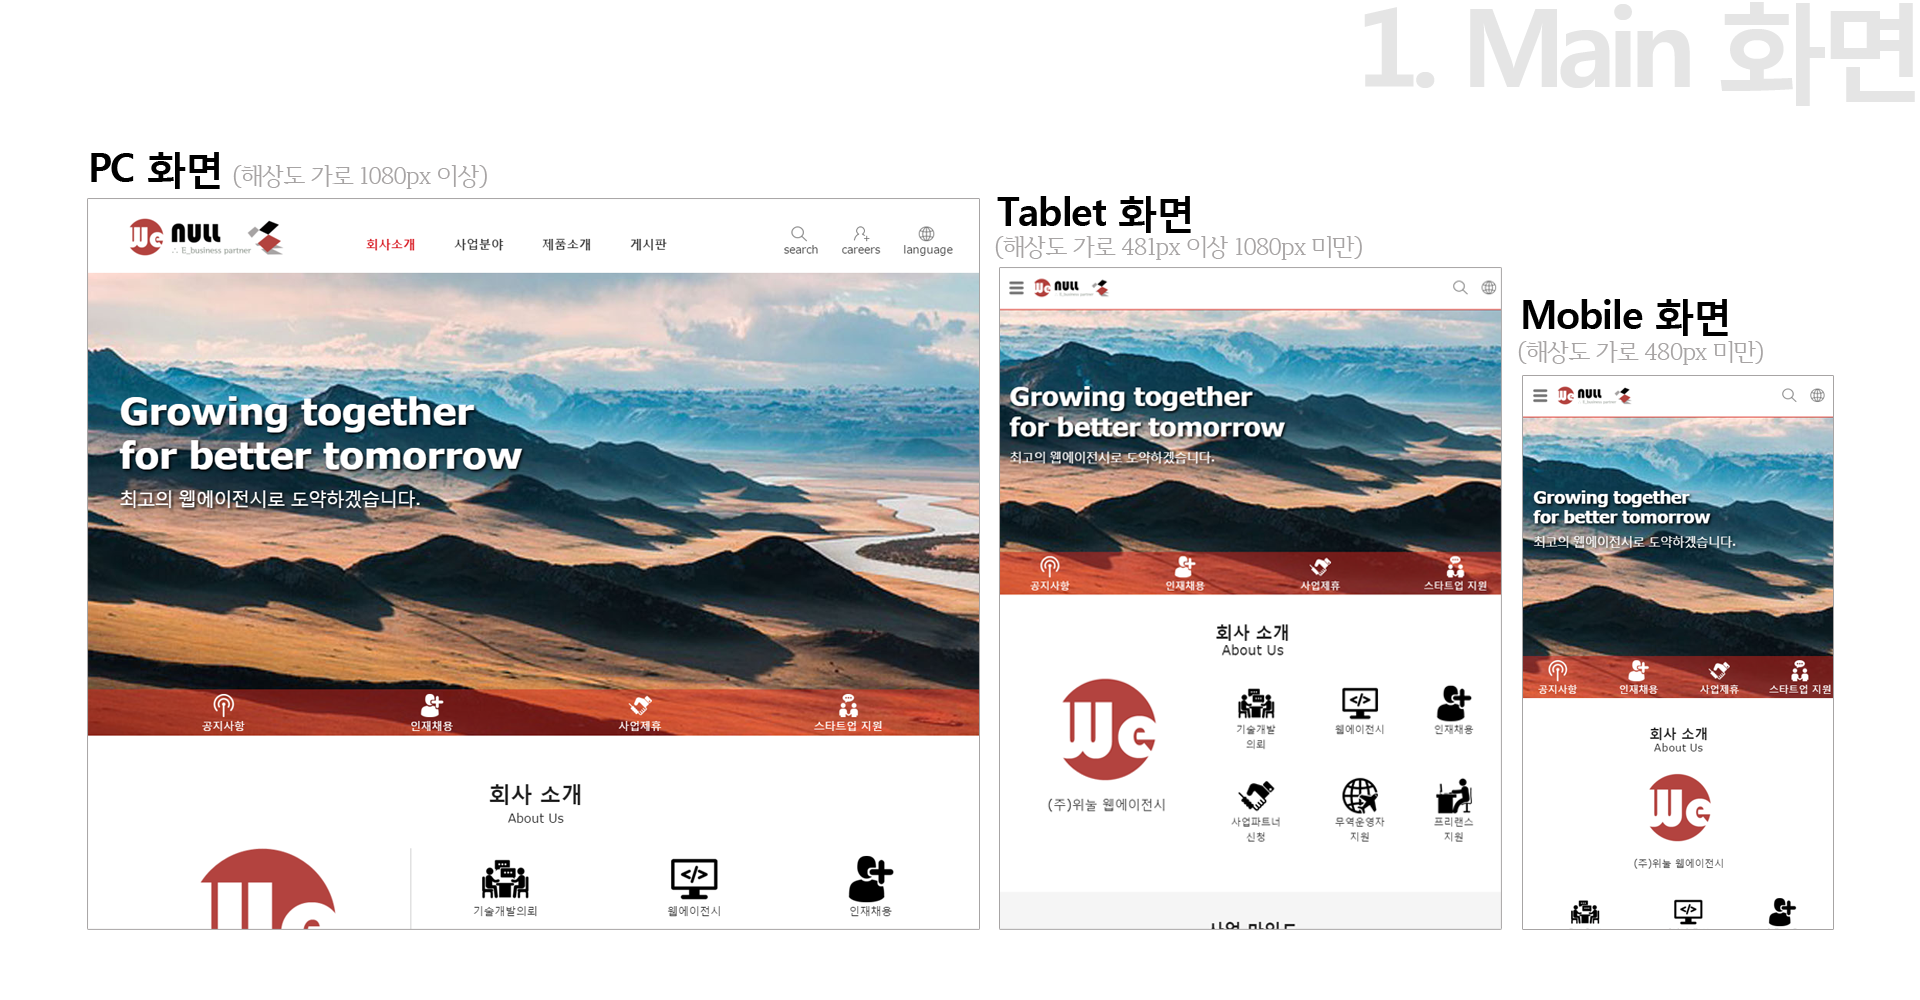 1. Main 화면
PC 화면 (해상도 가로 1080px 이상)
We NULL
∴ E_business partner
회사소개 사업분야 제품소개 게시판
search careers language
Growing together
for better tomorrow
최고의 웹에이전시로 도약하겠습니다.
공지사항 인재채용 사업제휴 스타트업 지원
회사 소개
About Us
We
기술개발의뢰 웹에이전시 인재채용
Tablet 화면
(해상도 가로 481px 이상 1080px 미만)
We NULL
Growing together
for better tomorrow
최고의 웹에이전시로 도약하겠습니다.
공지사항 인재채용 사업제휴 스타트업 지원
회사 소개
About Us
We
(주)위눌 웹에이전시
기술개발 의뢰 웹에이전시 인재채용
사업파트너 신청 무역운영자 지원 프리랜스 지원
사업 마인드
Mobile 화면
(해상도 가로 480px 미만)
We NULL
Growing together
for better tomorrow
최고의 웹에이전시로 도약하겠습니다.
공지사항 인재채용 사업제휴 스타트업 지원
회사 소개
About Us
We
(주)위눌 웹에이전시